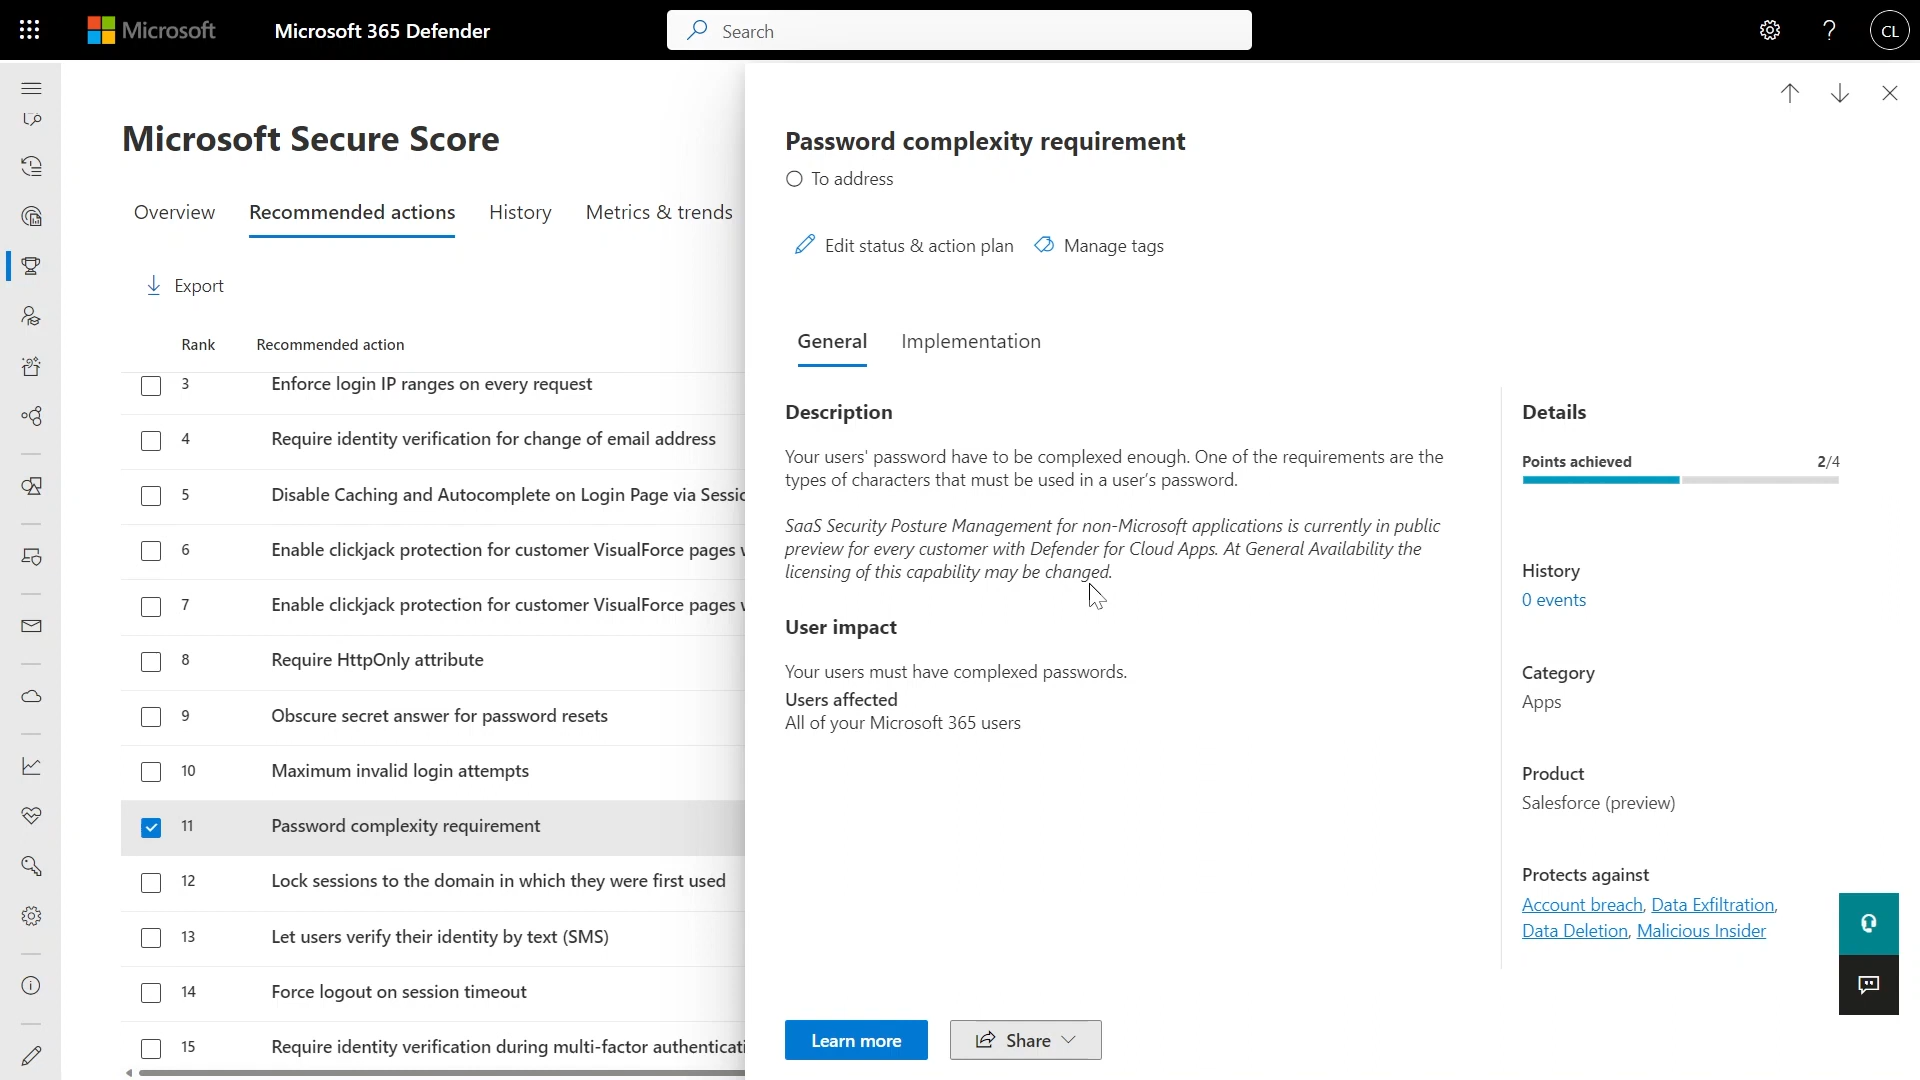 Microsoft
Microsoft 365 Defender
Search
?
CL
Microsoft Secure Score
Overview
Recommended actions
History
Metrics & trends
Export
Rank
Recommended action
3
Enforce login IP ranges on every request
4
Require identity verification for change of email address
5
Disable Caching and Autocomplete on Login Page via Sessio
6
Enable clickjack protection for customer VisualForce pages w
7
Enable clickjack protection for customer VisualForce pages w
8
Require HttpOnly attribute
9
Obscure secret answer for password resets
10
Maximum invalid login attempts
11
Password complexity requirement
12
Lock sessions to the domain in which they were first used
13
Let users verify their identity by text (SMS)
14
Force logout on session timeout
15
Require identity verification during multi-factor authenticati
Password complexity requirement
To address
Edit status & action plan
Manage tags
General
Implementation
Description
Your users' password have to be complexed enough. One of the requirements are the
types of characters that must be used in a user's password.
SaaS Security Posture Management for non-Microsoft applications is currently in public
preview for every customer with Defender for Cloud Apps. At General Availability the
licensing of this capability may be changed.
User impact
Your users must have complexed passwords.
Users affected
All of your Microsoft 365 users
Details
Points achieved
2/4
History
0 events
Category
Apps
Product
Salesforce (preview)
Protects against
Account breach, Data Exfiltration,
Data Deletion, Malicious Insider
Learn more
Share